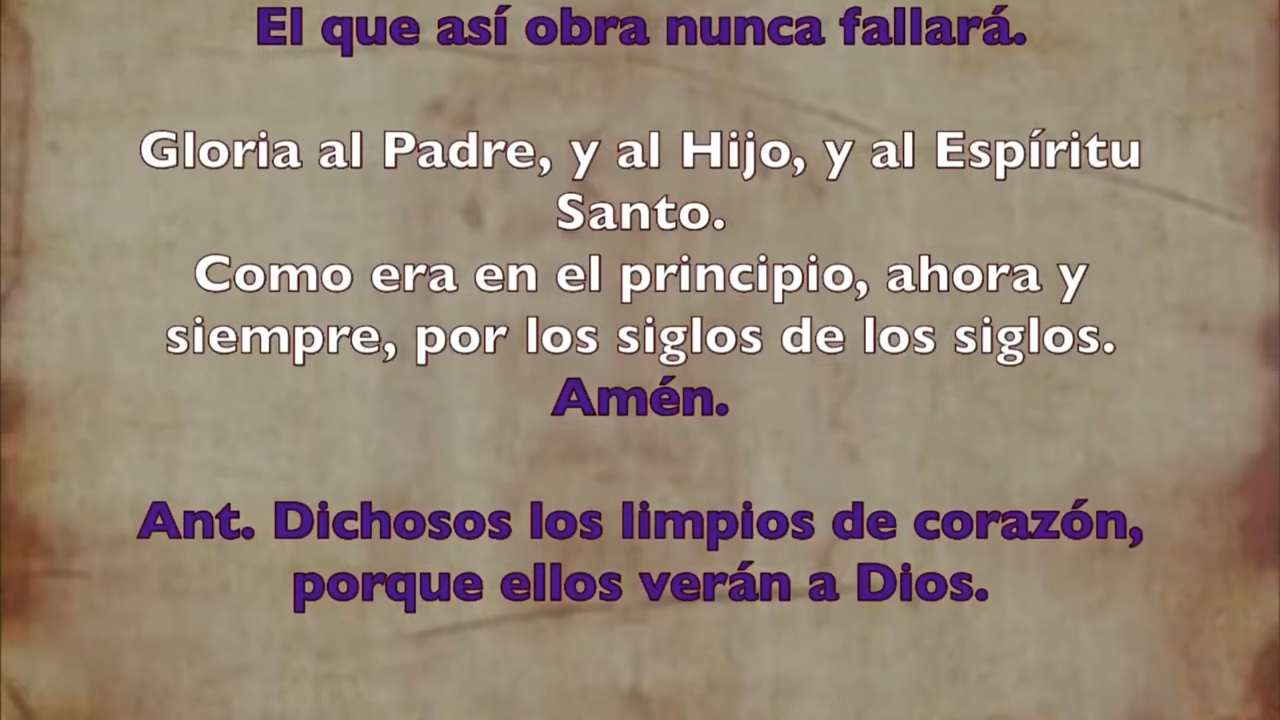 El que así obra nunca fallará.
Gloria al Padre, y al Hijo, y al Espíritu
Santo.
Como era en el principio, ahora y
siempre, por los siglos de los siglos.
Amén.
Ant. Dichosos los limpios de corazón,
porque ellos verán a Dios.